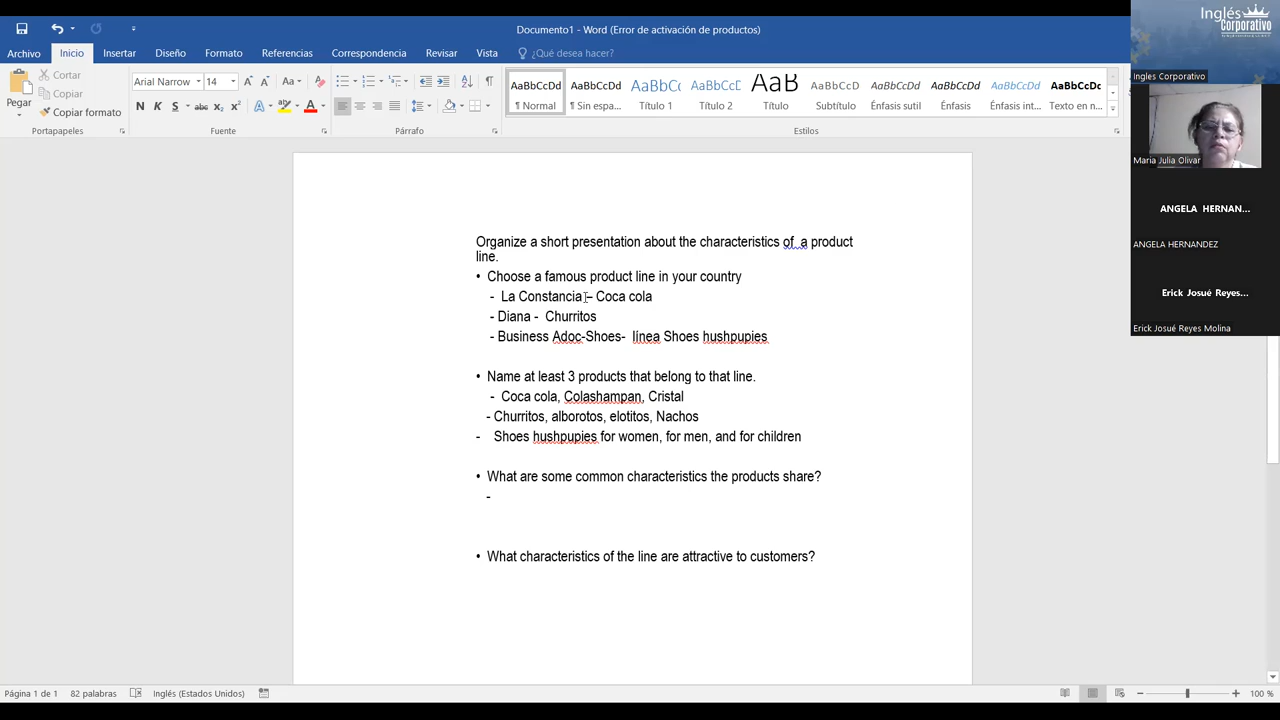 Documento1 - Word (Error de activación de productos)
Archivo Inicio Insertar Diseño Formato Referencias Correspondencia Revisar Vista ¿Qué desea hacer?
Pegar
Cortar
Copiar
Copiar formato
Arial Narrow 14
N K S abc x₂ x²
AaBbCcDd AaBbCcDd AaBbCc AaBbCcD AaB AaBbCcD AaBbCcDd AaBbCcDd AaBbCcDd AaBbCcDc
¶ Normal ¶ Sin espa... Título 1 Título 2 Título Subtítulo Énfasis sutil Énfasis Énfasis int... Texto en n...
Portapapeles Fuente Párrafo Estilos
Organize a short presentation about the characteristics of a product
line.
• Choose a famous product line in your country
- La Constancia – Coca cola
- Diana - Churritos
- Business Adoc-Shoes- línea Shoes hushpupies
• Name at least 3 products that belong to that line.
- Coca cola, Colashampan, Cristal
- Churritos, alborotos, elotitos, Nachos
- Shoes hushpupies for women, for men, and for children
• What are some common characteristics the products share?
-
• What characteristics of the line are attractive to customers?
Página 1 de 1 82 palabras Inglés (Estados Unidos) 100 %
Inglés
Corporativo
Ingles Corporativo
Maria Julia Olivar
ANGELA HERNAN...
ANGELA HERNANDEZ
Erick Josué Reyes...
Erick Josué Reyes Molina